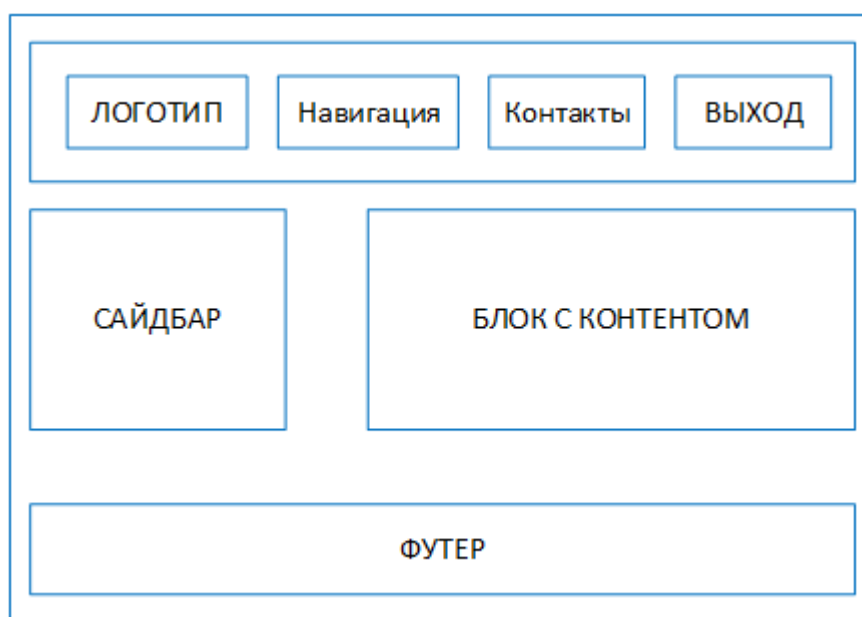 ЛОГОТИП
Навигация
Контакты
ВЫХОД
САЙДБАР
БЛОК С КОНТЕНТОМ
ФУТЕР